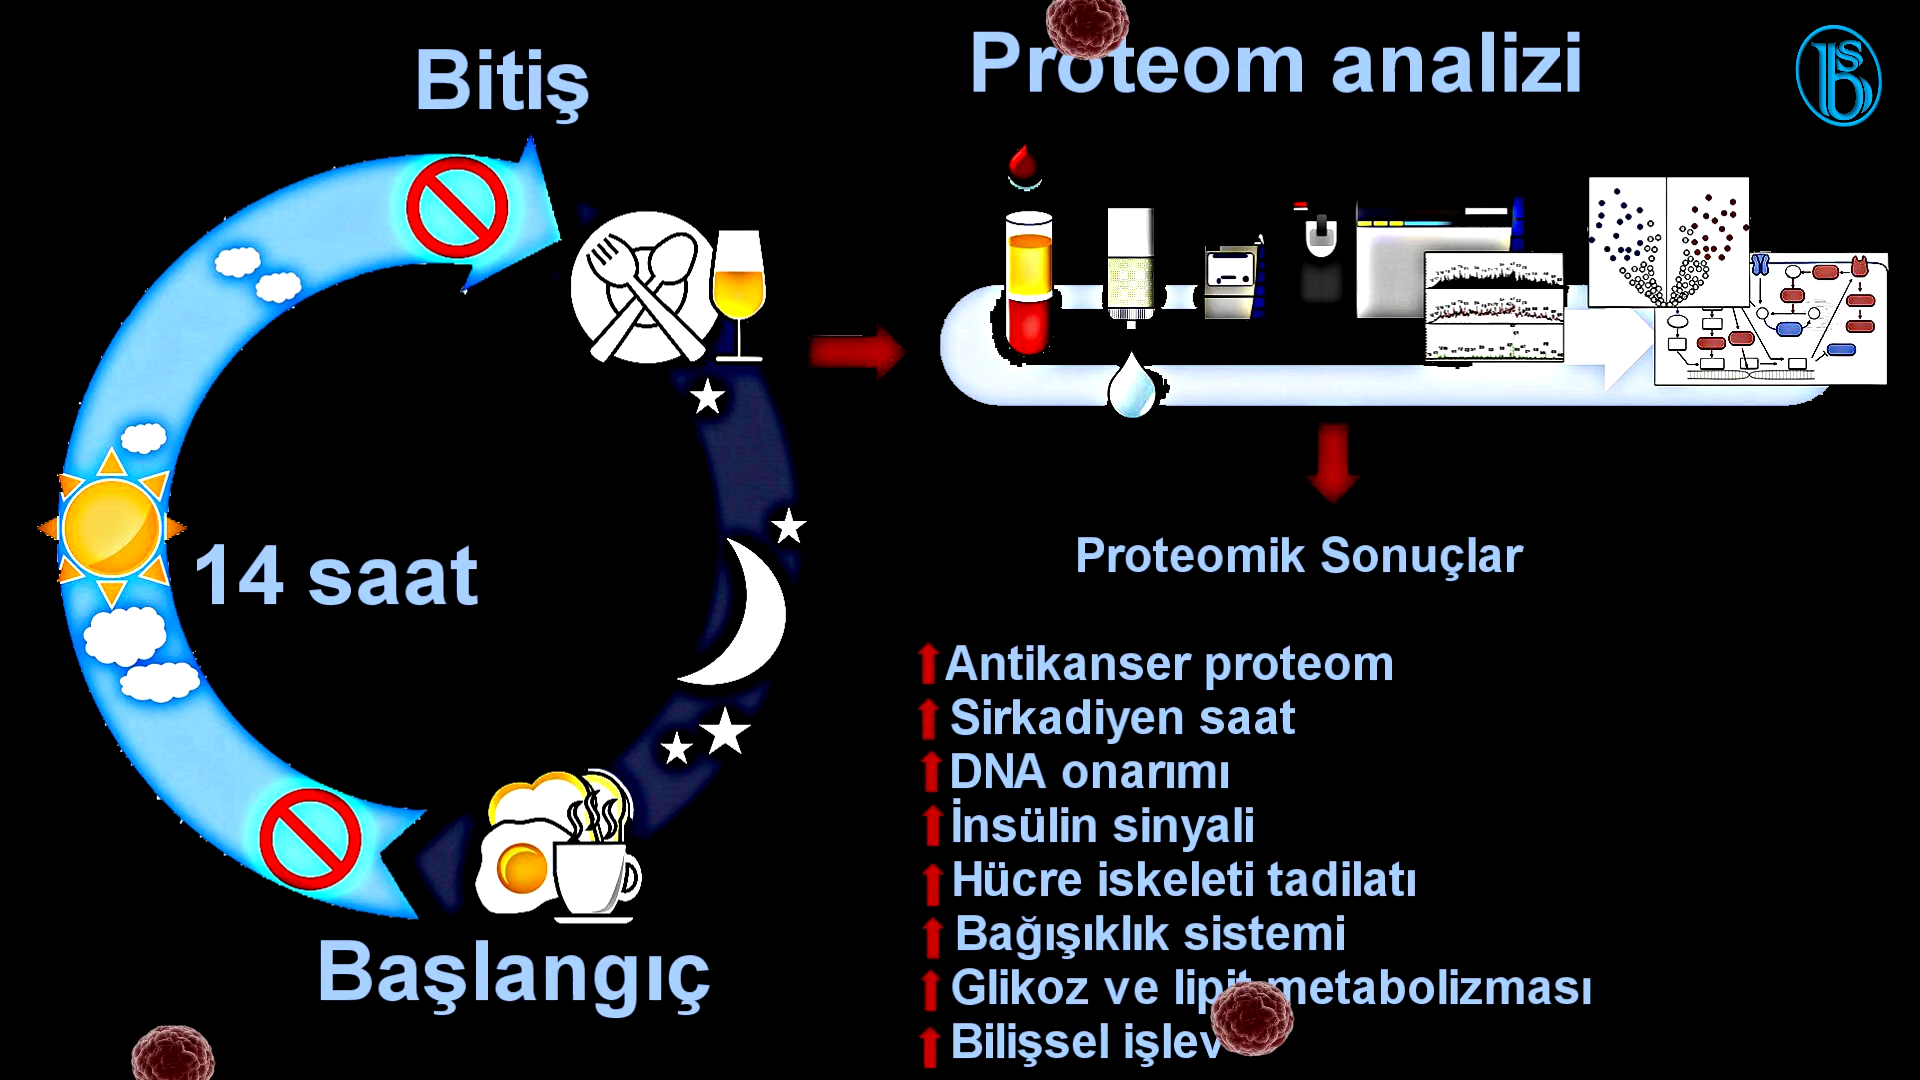 Bitiş
Proteom analizi
14 saat
Başlangıç
Proteomik Sonuçlar
Antikanser proteom
Sirkadiyen saat
DNA onarımı
İnsülin sinyali
Hücre iskeleti tadilatı
Bağışıklık sistemi
Glikoz ve lipit metabolizması
Bilişsel işlev